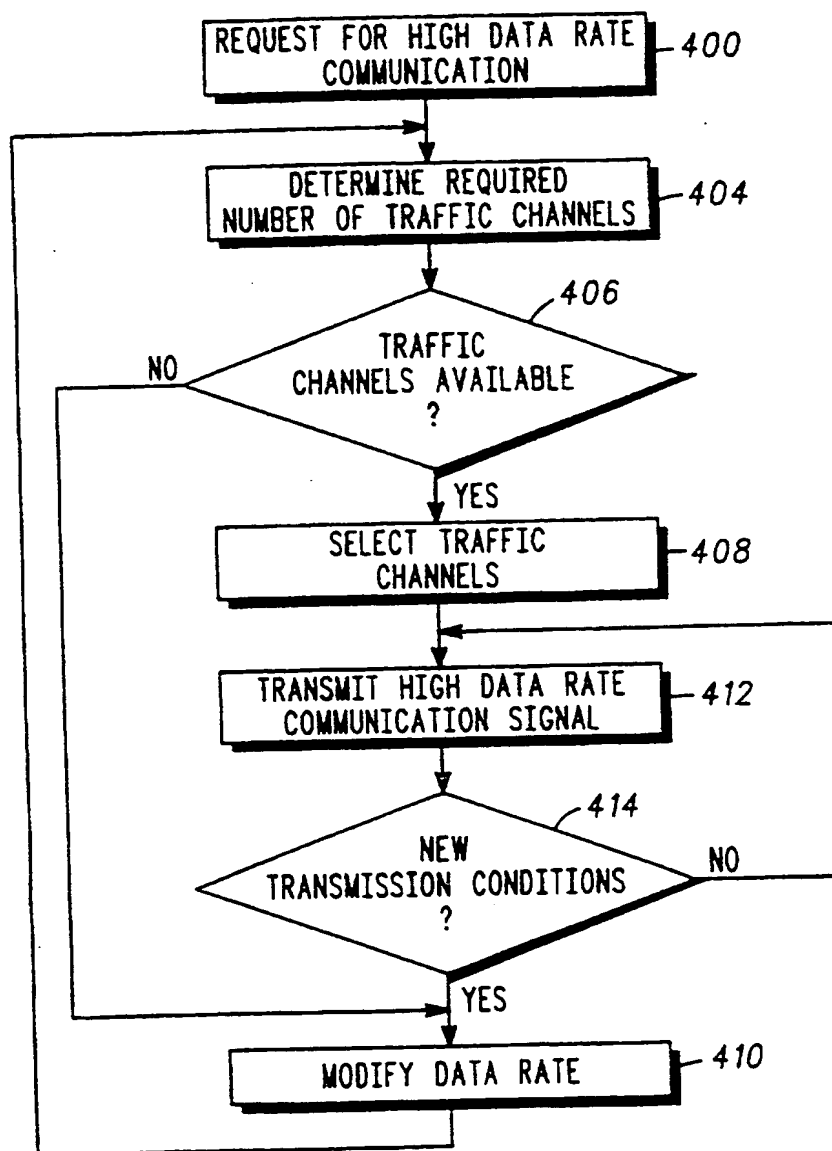 REQUEST FOR HIGH DATA RATE
COMMUNICATION
400
DETERMINE REQUIRED
NUMBER OF TRAFFIC CHANNELS
404
406
TRAFFIC
CHANNELS AVAILABLE
?
NO
YES
SELECT TRAFFIC
CHANNELS
408
TRANSMIT HIGH DATA RATE
COMMUNICATION SIGNAL
412
414
NEW
TRANSMISSION CONDITIONS
?
NO
YES
MODIFY DATA RATE
410